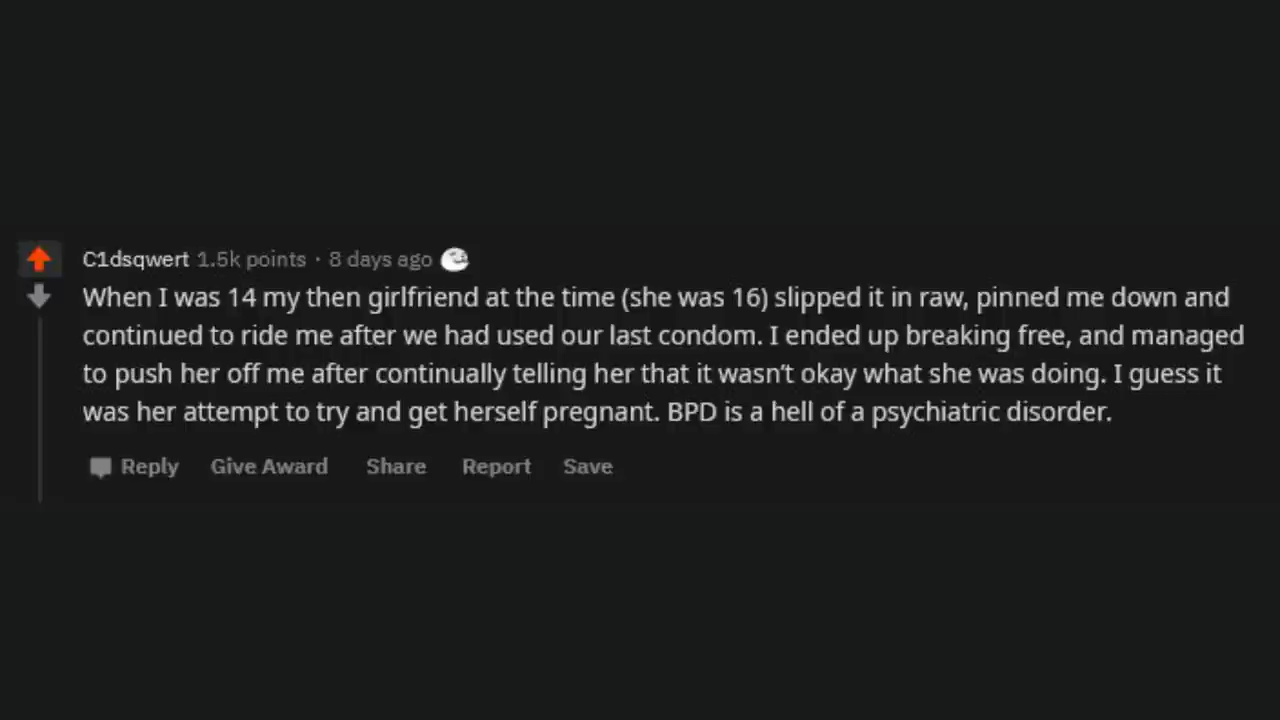 C1dsqwert 1.5k points · 8 days ago
When I was 14 my then girlfriend at the time (she was 16) slipped it in raw, pinned me down and
continued to ride me after we had used our last condom. I ended up breaking free, and managed
to push her off me after continually telling her that it wasn't okay what she was doing. I guess it
was her attempt to try and get herself pregnant. BPD is a hell of a psychiatric disorder.
Reply Give Award Share Report Save